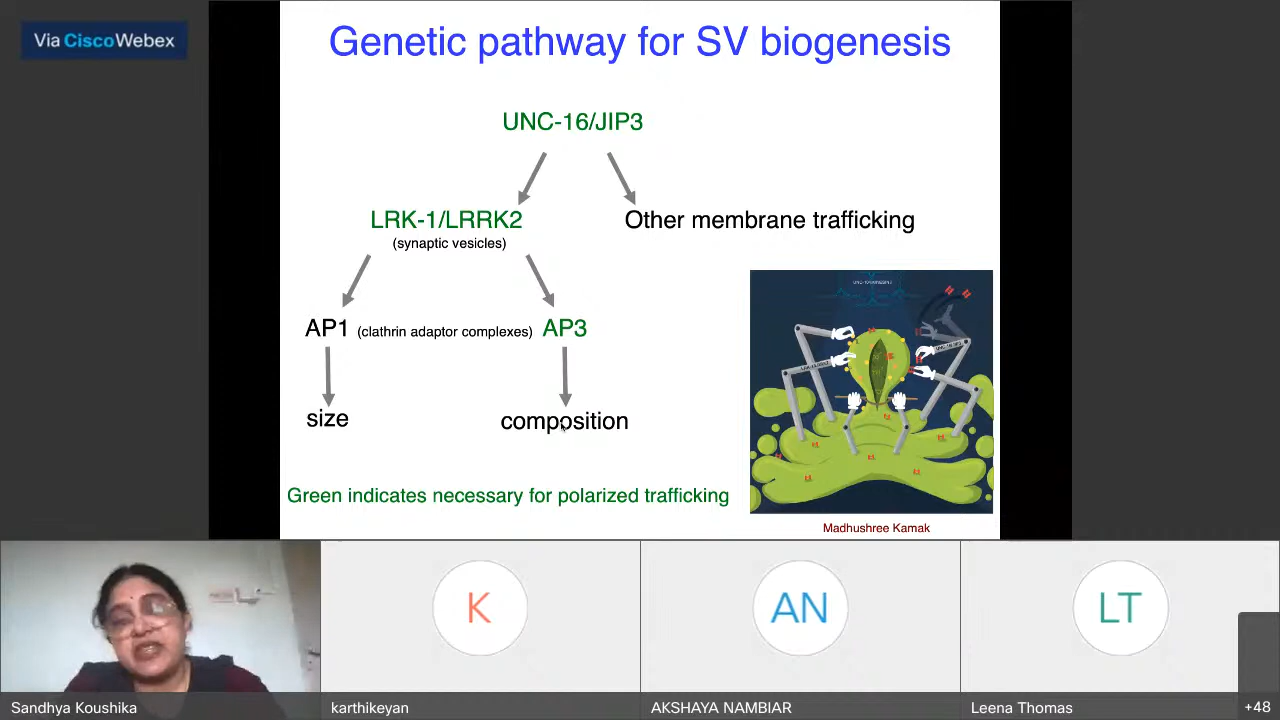 Via Cisco Webex
Genetic pathway for SV biogenesis
UNC-16/JIP3
LRK-1/LRRK2
Other membrane trafficking
(synaptic vesicles)
AP1 (clathrin adaptor complexes) AP3
size
composition
Green indicates necessary for polarized trafficking
Madhushree Kamak
K
AN
LT
Sandhya Koushika
karthikeyan
AKSHAYA NAMBIAR
Leena Thomas
+48